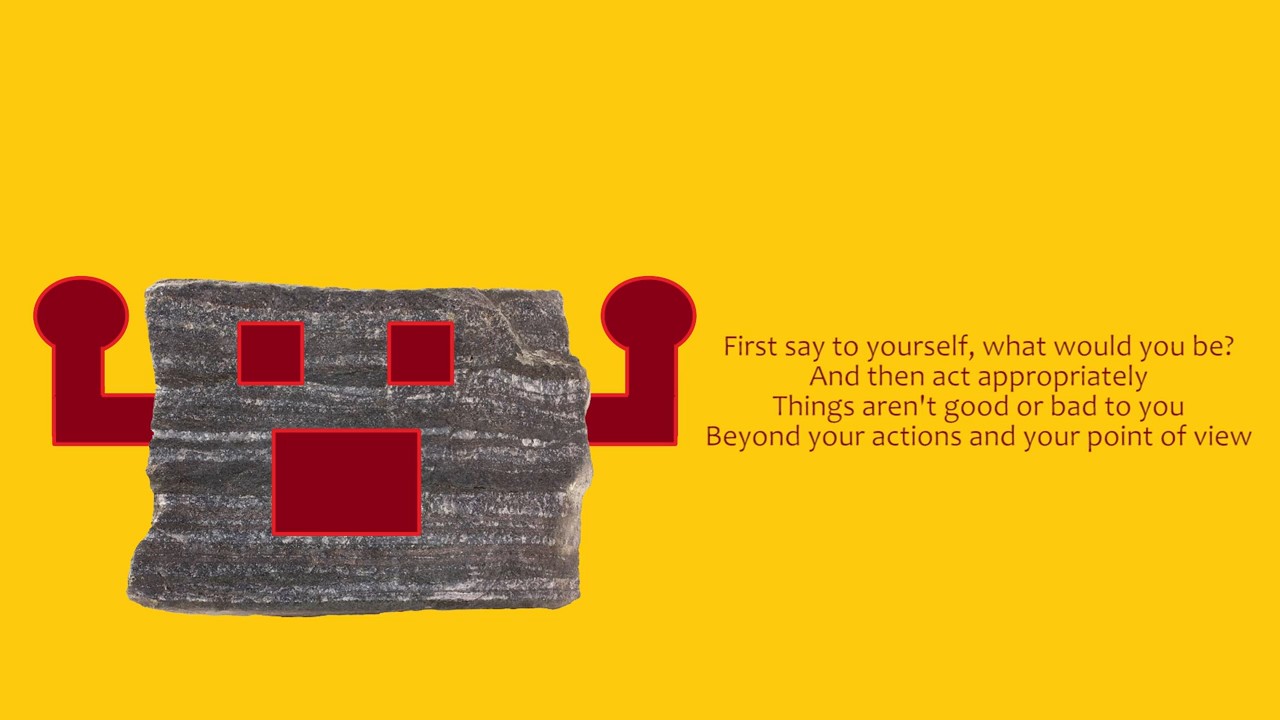 First say to yourself, what would you be?
And then act appropriately
Things aren't good or bad to you
Beyond your actions and your point of view